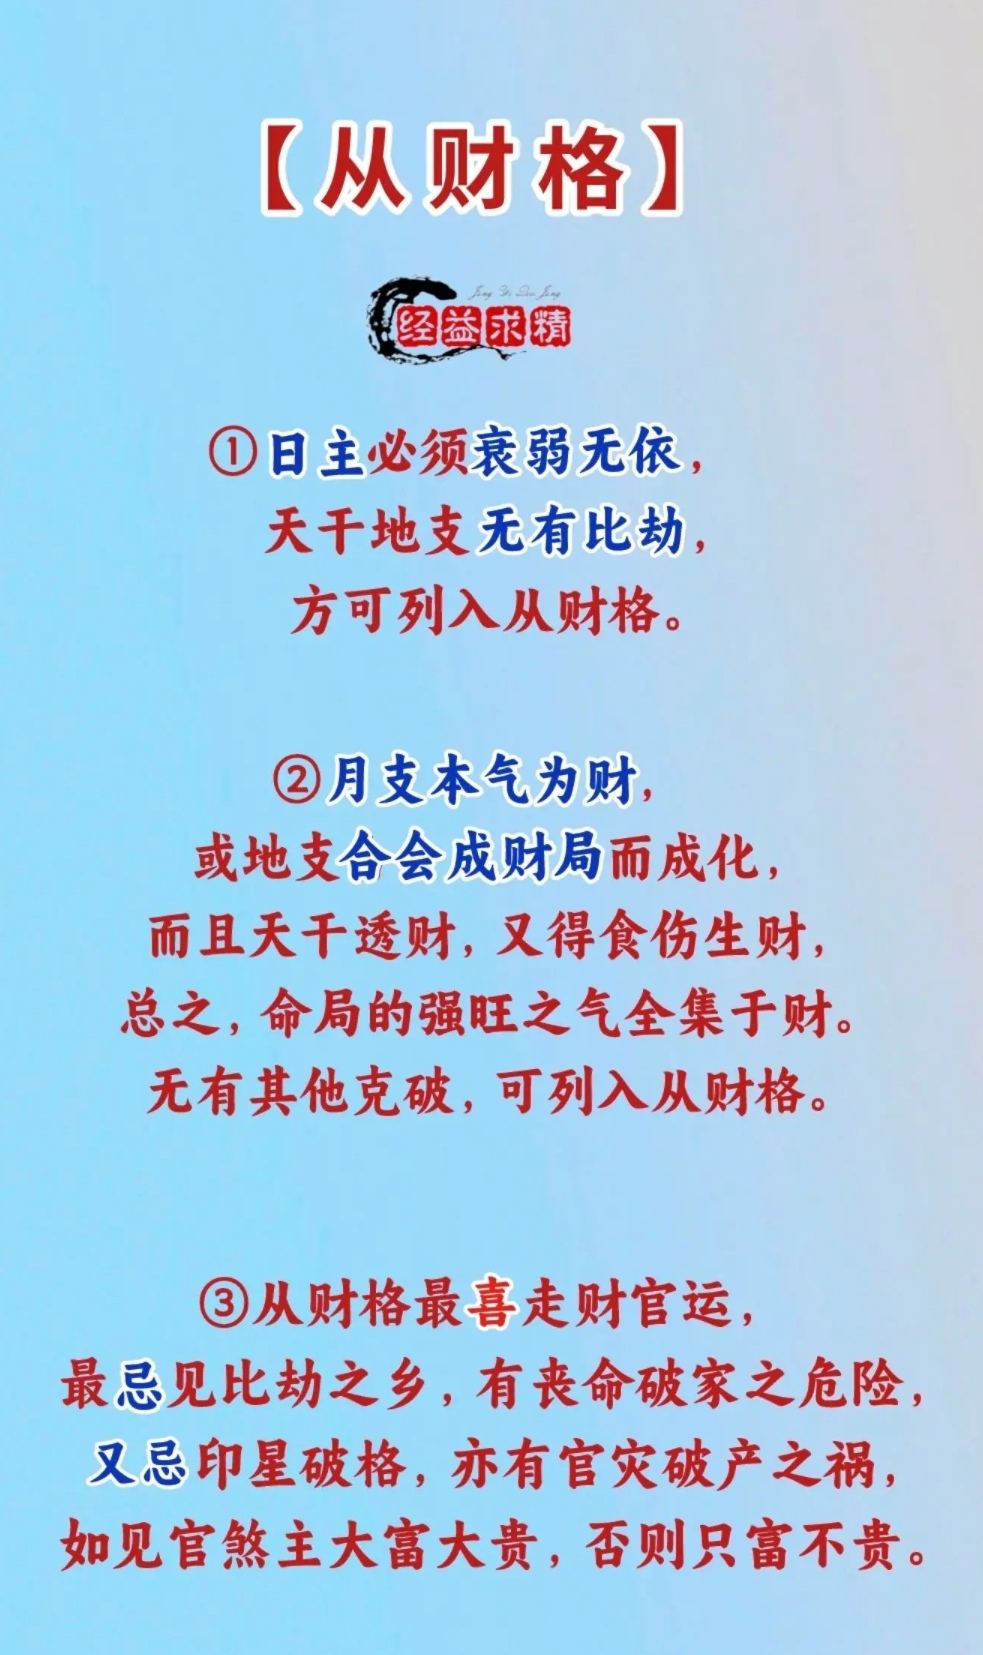 【从财格】
Jing Yi Qiu Jing
经益求精
①日主必须衰弱无依，
天干地支无有比劫，
方可列入从财格。
②月支本气为财，
或地支合会成财局而成化，
而且天干透财，又得食伤生财，
总之，命局的强旺之气全集于财。
无有其他克破，可列入从财格。
③从财格最喜走财官运，
最忌见比劫之乡，有丧命破家之危险，
又忌印星破格，亦有官灾破产之祸，
如见官煞主大富大贵，否则只富不贵。